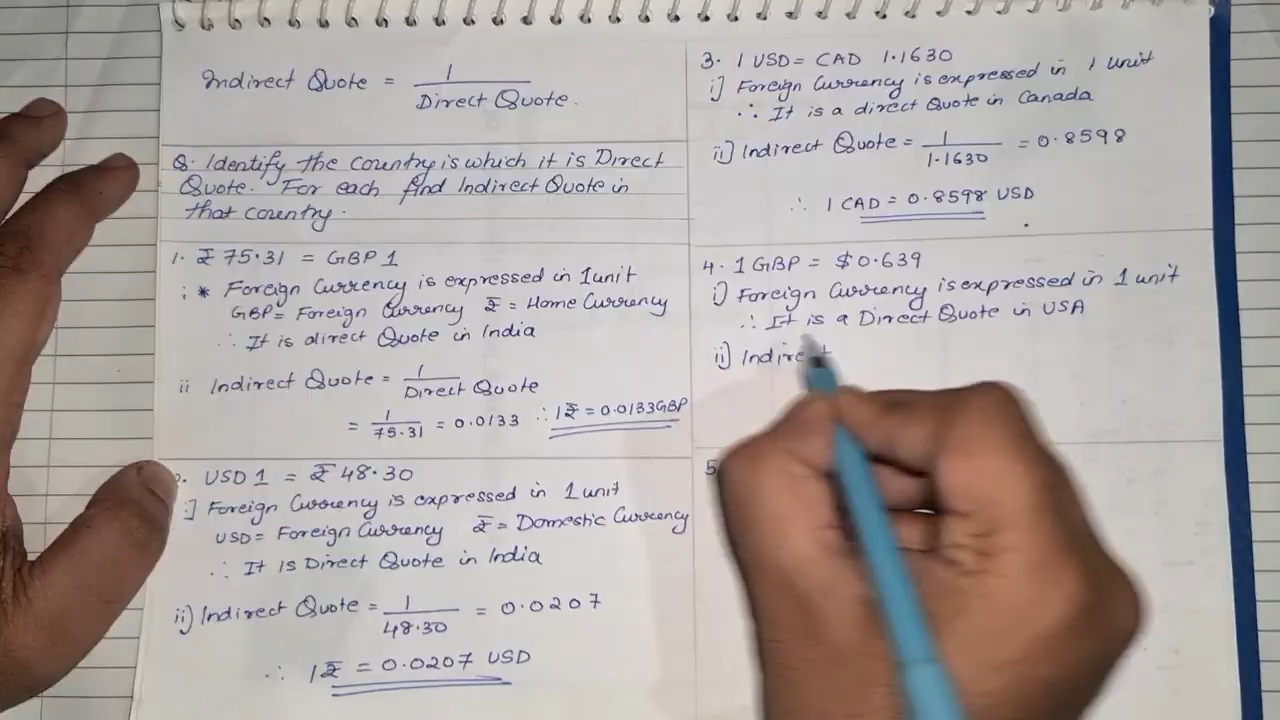 Indirect Quote = 1 / Direct Quote.
Q. Identify the country is which it is Direct
Quote. For each find Indirect Quote in
that country.
1. ₹ 75.31 = GBP 1
i * Foreign Currency is expressed in 1 unit
GBP = Foreign Currency ₹ = Home Currency
∴ It is direct Quote in India
ii Indirect Quote = 1 / Direct Quote
= 1 / 75.31 = 0.0133 ∴ 1₹ = 0.0133 GBP
USD 1 = ₹ 48.30
i] Foreign Currency is expressed in 1 unit
USD = Foreign Currency ₹ = Domestic Currency
∴ It is Direct Quote in India
ii) Indirect Quote = 1 / 48.30 = 0.0207
∴ 1₹ = 0.0207 USD
3. 1 USD = CAD 1.1630
i] Foreign Currency is expressed in 1 unit
∴ It is a direct Quote in Canada
ii] Indirect Quote = 1 / 1.1630 = 0.8598
∴ 1 CAD = 0.8598 USD
4. 1 GBP = $ 0.639
i) Foreign Currency is expressed in 1 unit
∴ It is a Direct Quote in USA
ii] Indirect
5